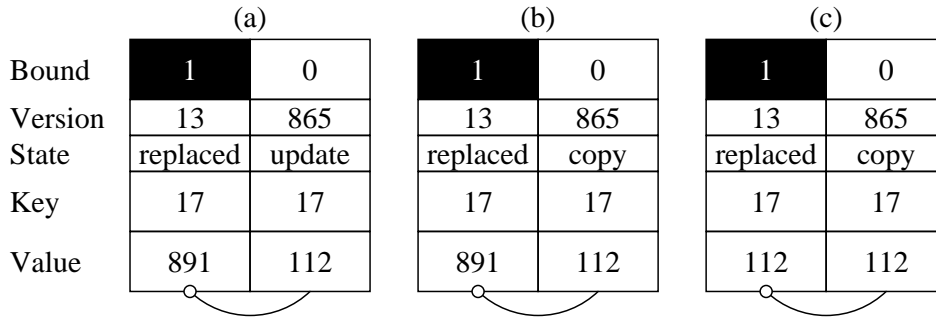 (a) (b) (c)
Bound 1 0 1 0 1 0
Version 13 865 13 865 13 865
State replaced update replaced copy replaced copy
Key 17 17 17 17 17 17
Value 891 112 891 112 112 112